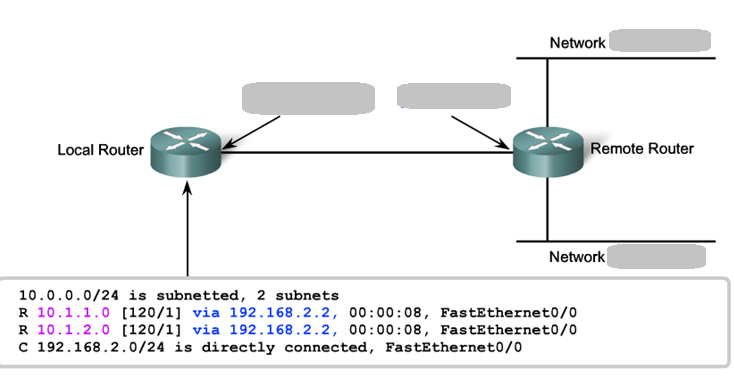 Network
Local Router
Remote Router
Network
10.0.0.0/24 is subnetted, 2 subnets
R 10.1.1.0 [120/1] via 192.168.2.2, 00:00:08, FastEthernet0/0
R 10.1.2.0 [120/1] via 192.168.2.2, 00:00:08, FastEthernet0/0
C 192.168.2.0/24 is directly connected, FastEthernet0/0